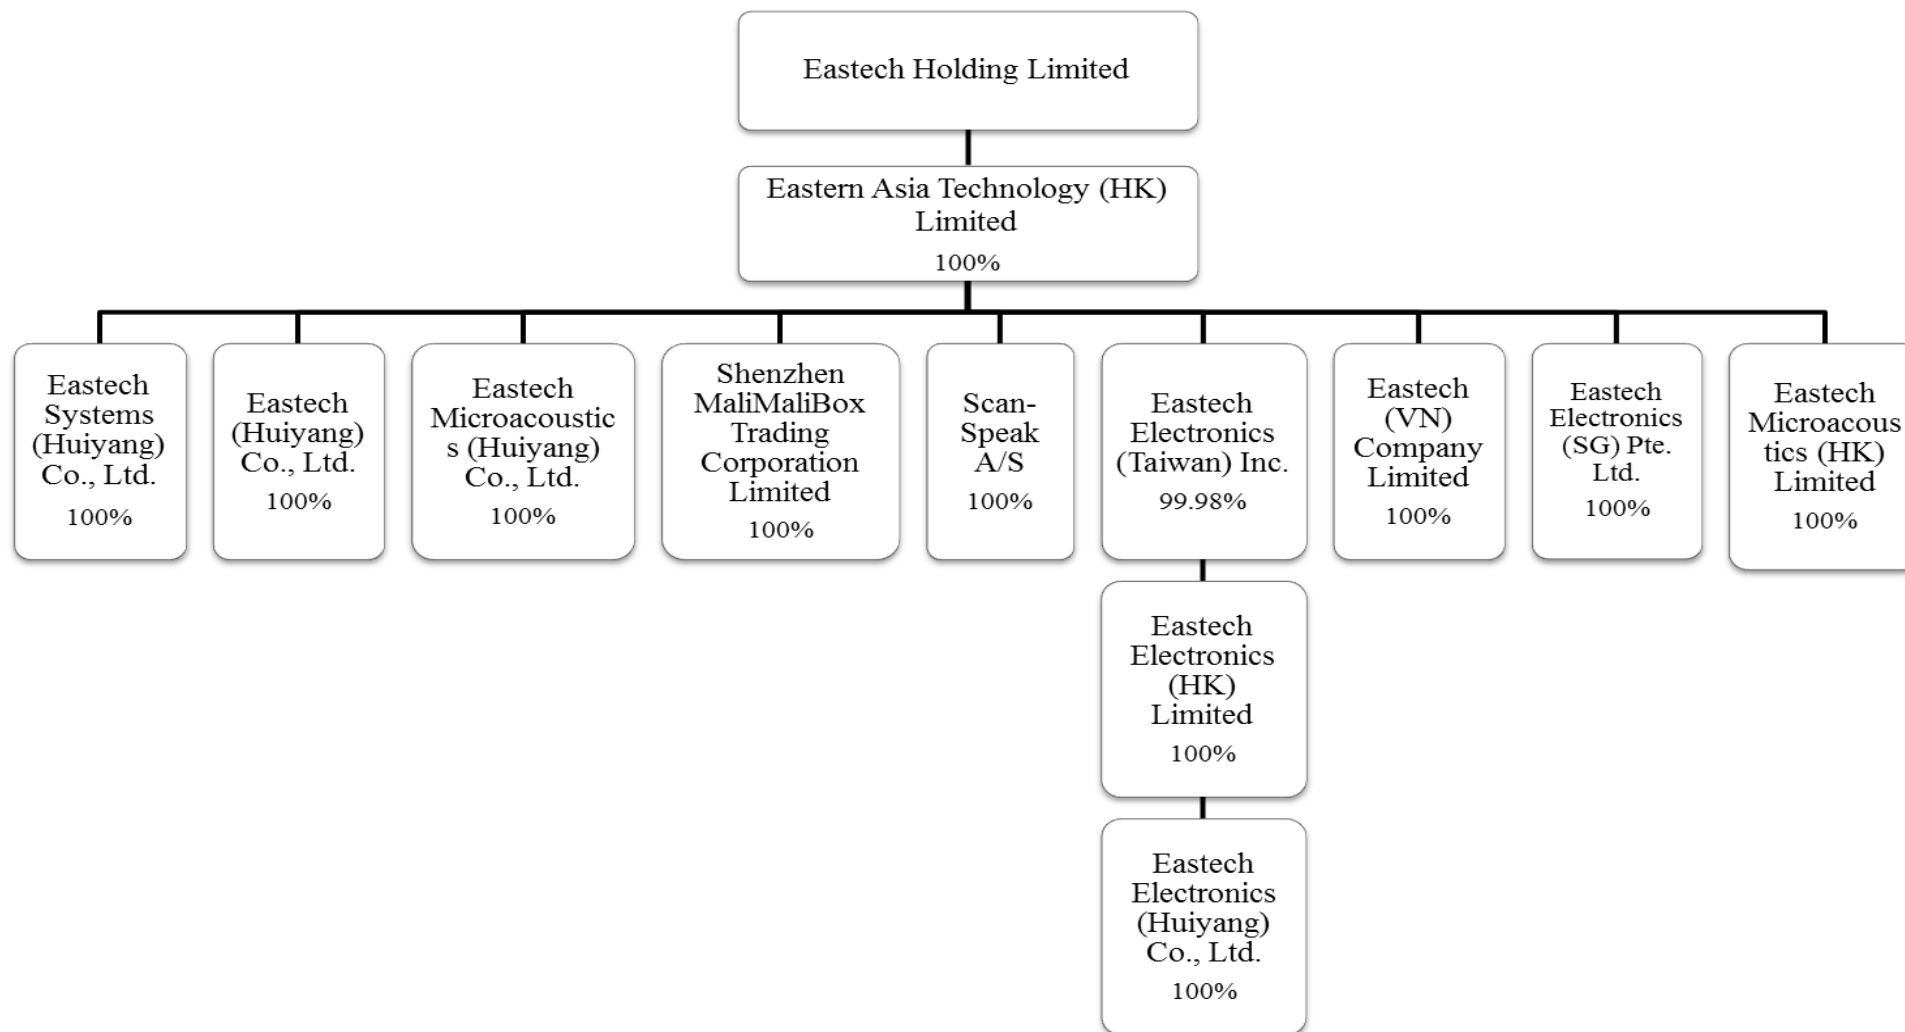 Eastech Holding Limited
Eastern Asia Technology (HK)
Limited
100%
Eastech
Systems
(Huiyang)
Co., Ltd.
100%
Eastech
(Huiyang)
Co., Ltd.
100%
Eastech
Microacoustic
s (Huiyang)
Co., Ltd.
100%
Shenzhen
MaliMaliBox
Trading
Corporation
Limited
100%
Scan-
Speak
A/S
100%
Eastech
Electronics
(Taiwan) Inc.
99.98%
Eastech
(VN)
Company
Limited
100%
Eastech
Electronics
(SG) Pte.
Ltd.
100%
Eastech
Microacous
tics (HK)
Limited
100%
Eastech
Electronics
(HK)
Limited
100%
Eastech
Electronics
(Huiyang)
Co., Ltd.
100%